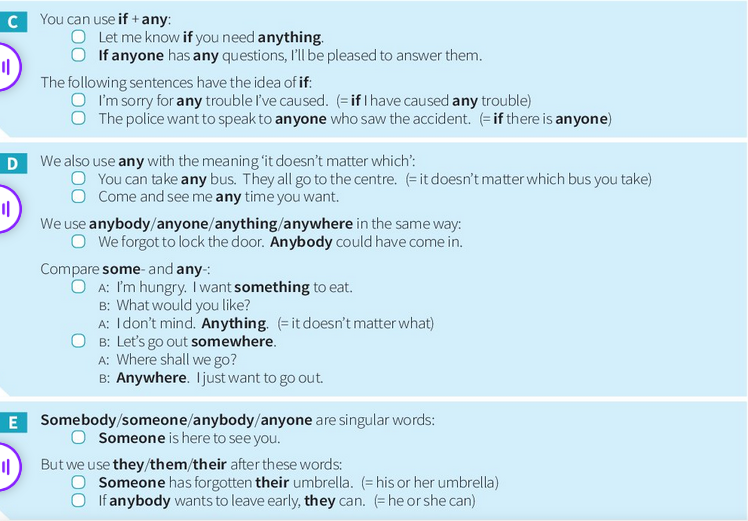 C
You can use if + any:
Let me know if you need anything.
If anyone has any questions, I'll be pleased to answer them.
The following sentences have the idea of if:
I'm sorry for any trouble I've caused. (= if I have caused any trouble)
The police want to speak to anyone who saw the accident. (= if there is anyone)
D
We also use any with the meaning ‘it doesn't matter which’:
You can take any bus. They all go to the centre. (= it doesn't matter which bus you take)
Come and see me any time you want.
We use anybody/anyone/anything/anywhere in the same way:
We forgot to lock the door. Anybody could have come in.
Compare some- and any-:
A: I'm hungry. I want something to eat.
B: What would you like?
A: I don't mind. Anything. (= it doesn't matter what)
B: Let's go out somewhere.
A: Where shall we go?
B: Anywhere. I just want to go out.
E
Somebody/someone/anybody/anyone are singular words:
Someone is here to see you.
But we use they/them/their after these words:
Someone has forgotten their umbrella. (= his or her umbrella)
If anybody wants to leave early, they can. (= he or she can)